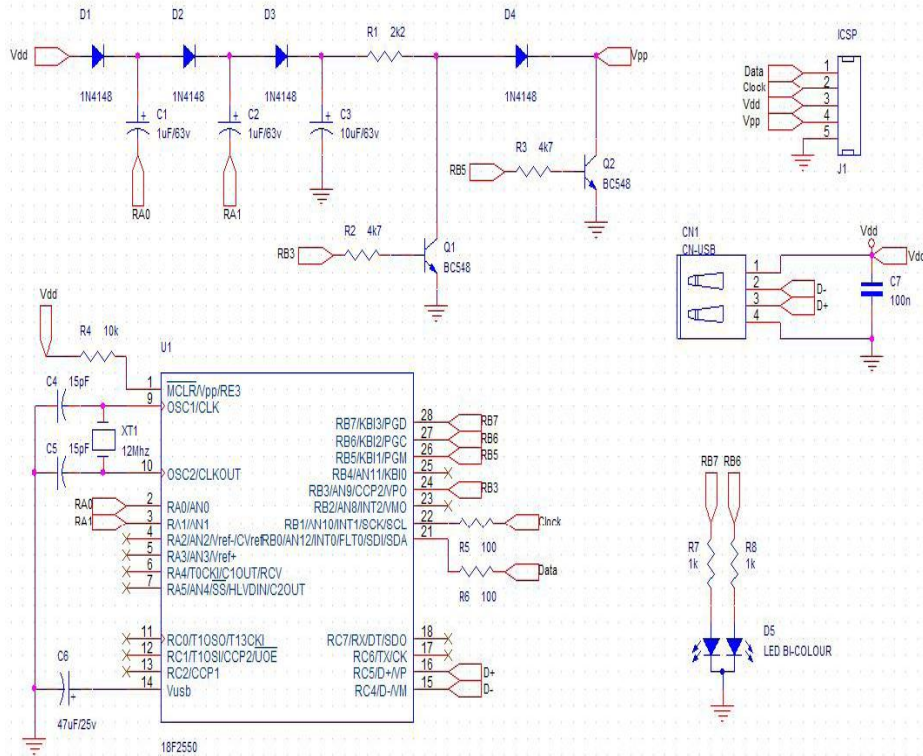 D1
D2
D3
D4
Vdd
R1 2k2
Vpp
1N4148
1N4148
1N4148
1N4148
C1
1uF/63v
C2
1uF/63v
C3
10uF/63v
RA0
RA1
RB5
R3 4k7
Q2
BC548
RB3
R2 4k7
Q1
BC548
ICSP
Data
Clock
Vdd
Vpp
1
2
3
4
5
J1
CN1
CN-USB
1
2
3
4
D-
D+
Vdd
C7
100n
Vdd
R4 10k
U1
C4 15pF
C5 15pF
XT1
12Mhz
RA0
RA1
C6
47uF/25v
1 MCLR/Vpp/RE3
9 OSC1/CLK
10 OSC2/CLKOUT
2 RA0/AN0
3 RA1/AN1
4 RA2/AN2/Vref-/CVref
5 RA3/AN3/Vref+
6 RA4/T0CKI/C1OUT/RCV
7 RA5/AN4/SS/HLVDIN/C2OUT
11 RC0/T1OSO/T13CKI
12 RC1/T1OSI/CCP2/UOE
13 RC2/CCP1
14 Vusb
RB7/KBI3/PGD 28 RB7
RB6/KBI2/PGC 27 RB6
RB5/KBI1/PGM 26 RB5
RB4/AN11/KBI0 25
RB3/AN9/CCP2/VPO 24 RB3
RB2/AN8/INT2/VMO 23
RB1/AN10/INT1/SCK/SCL 22 Clock
RB0/AN12/INT0/FLT0/SDI/SDA 21
R5 100
Data
R6 100
RC7/RX/DT/SDO 18
RC6/TX/CK 17
RC5/D+/VP 16 D+
RC4/D-/VM 15 D-
18F2550
RB7
RB6
R7
1k
R8
1k
D5
LED BI-COLOUR